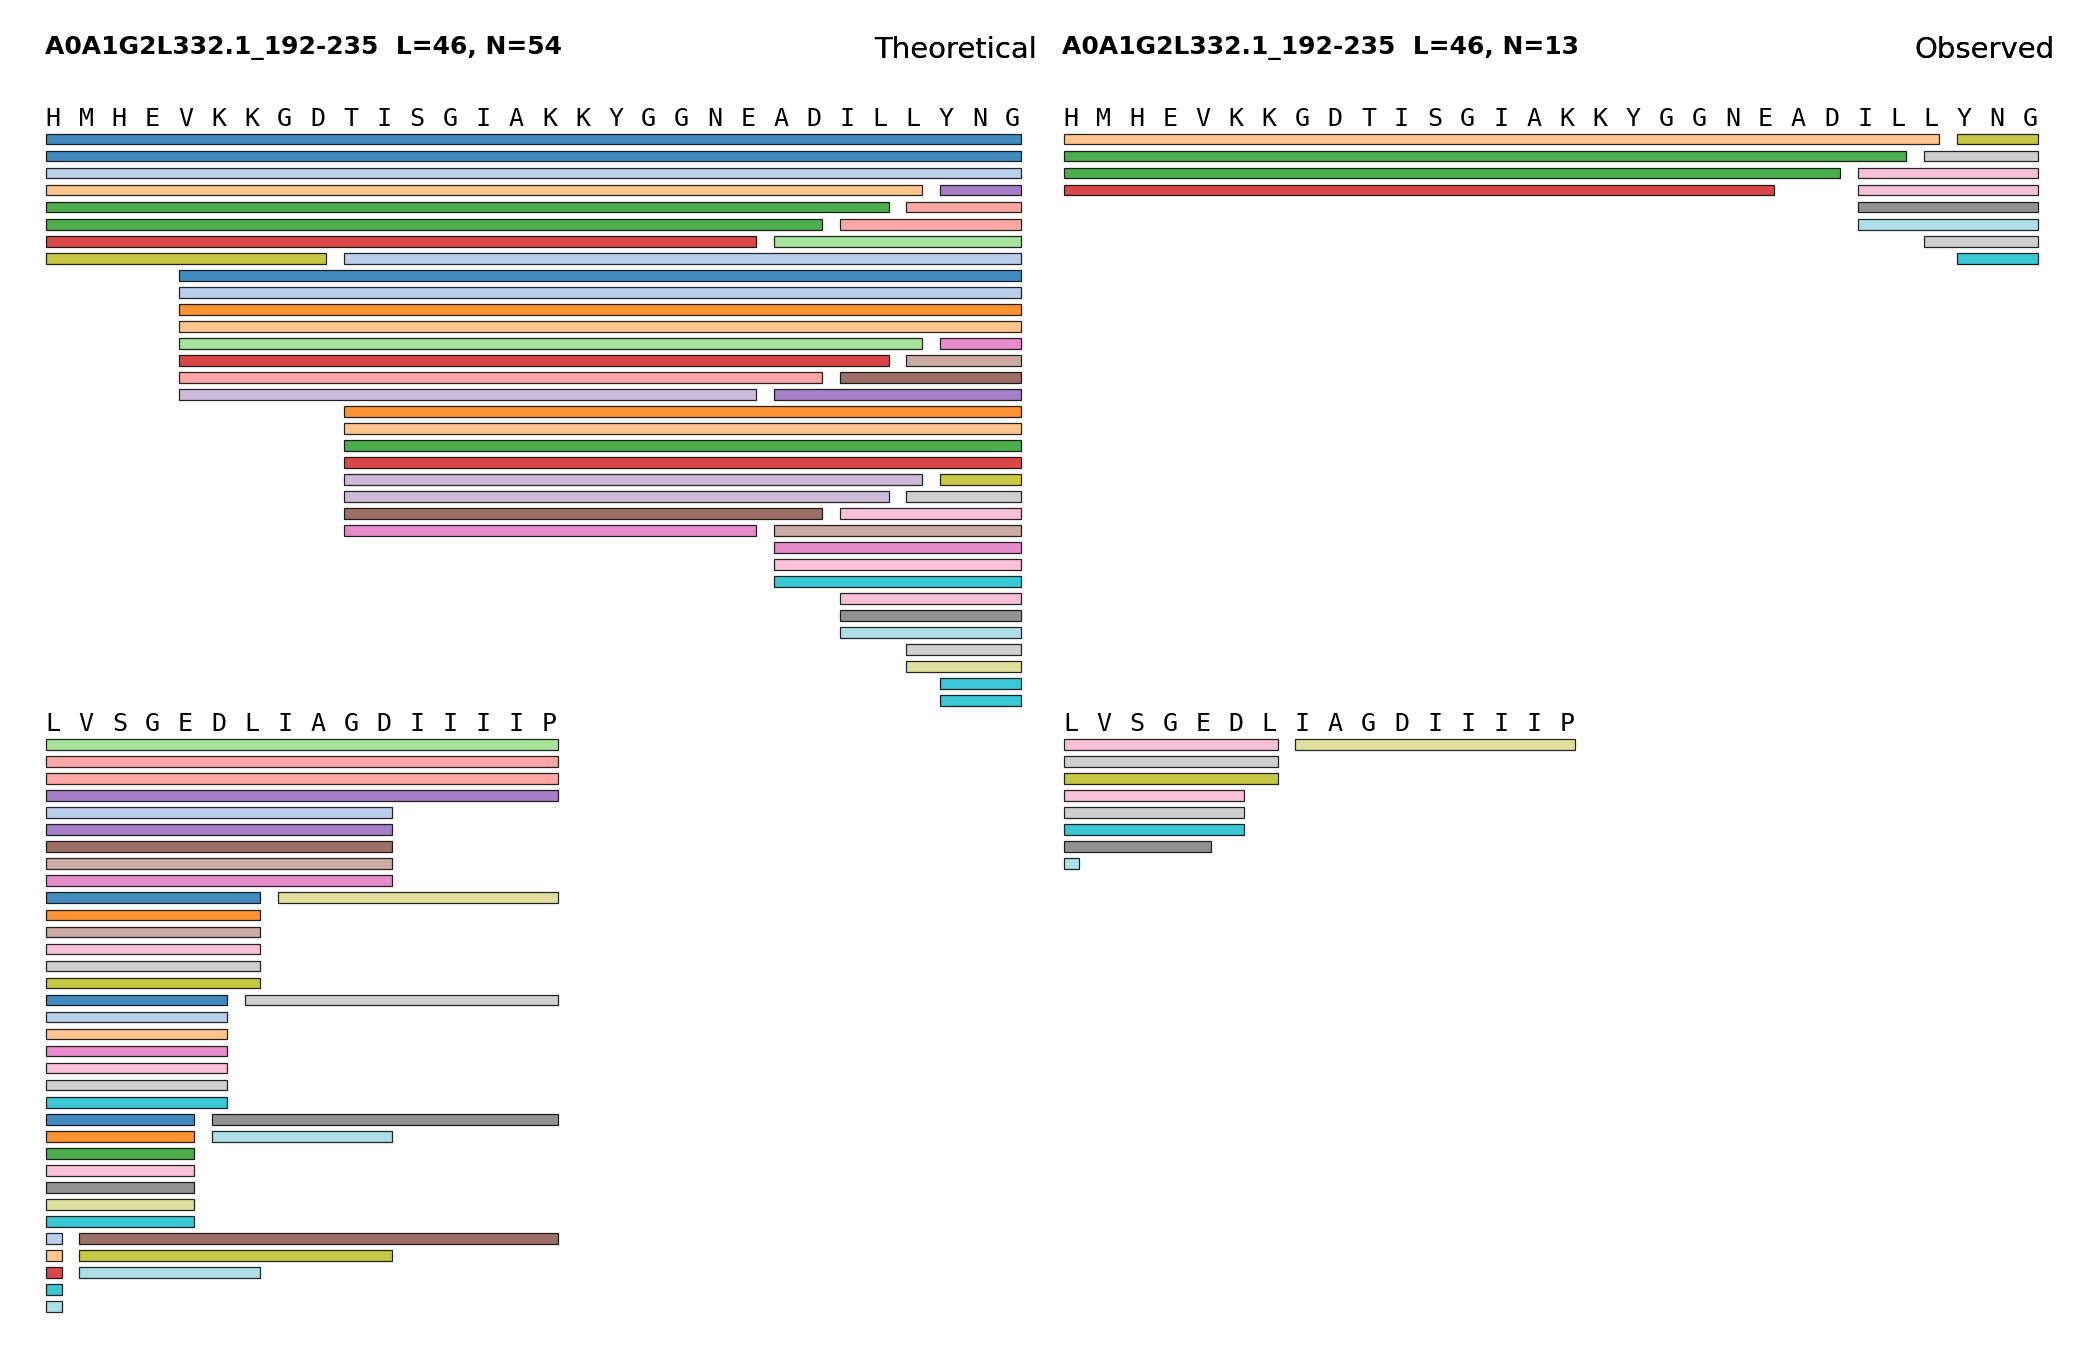 A0A1G2L332.1_192-235 L=46, N=54 Theoretical
A0A1G2L332.1_192-235 L=46, N=13 Observed
H M H E V K K G D T I S G I A K K Y G G N E A D I L L Y N G
H M H E V K K G D T I S G I A K K Y G G N E A D I L L Y N G
L V S G E D L I A G D I I I I P
L V S G E D L I A G D I I I I P